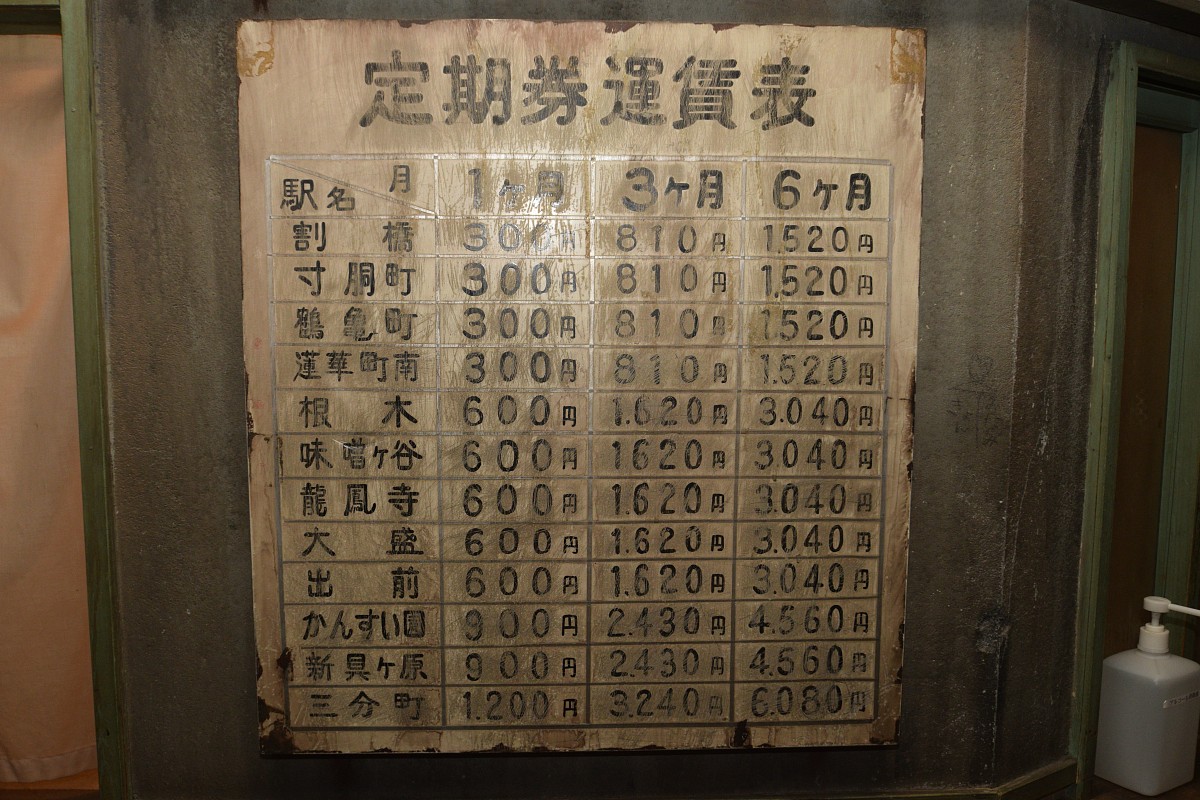 定期券運賃表
月
駅名 1ヶ月 3ヶ月 6ヶ月
割橋 300円 810円 1.520円
寸胴町 300円 810円 1.520円
鶴亀町 300円 810円 1.520円
蓮華町南 300円 810円 1.520円
根木 600円 1.620円 3.040円
味噌ヶ谷 600円 1620円 3.040円
龍鳳寺 600円 1.620円 3.040円
大盛 600円 1.620円 3.040円
出前 600円 1.620円 3.040円
かんすい園 900円 2.430円 4.560円
新具ヶ原 900円 2.430円 4.560円
三分町 1.200円 3.240円 6.080円